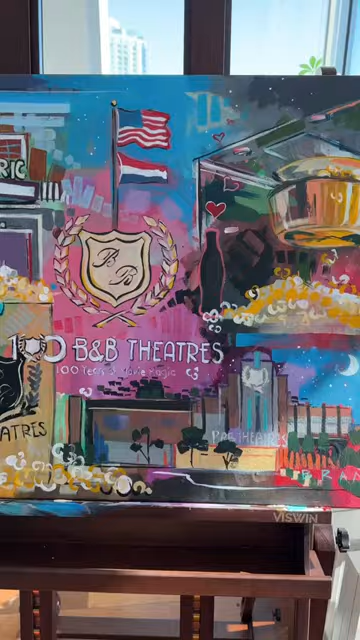 RIC
B B
100 B&B THEATRES
100 Years of Movie Magic
ATRES
VISWIN